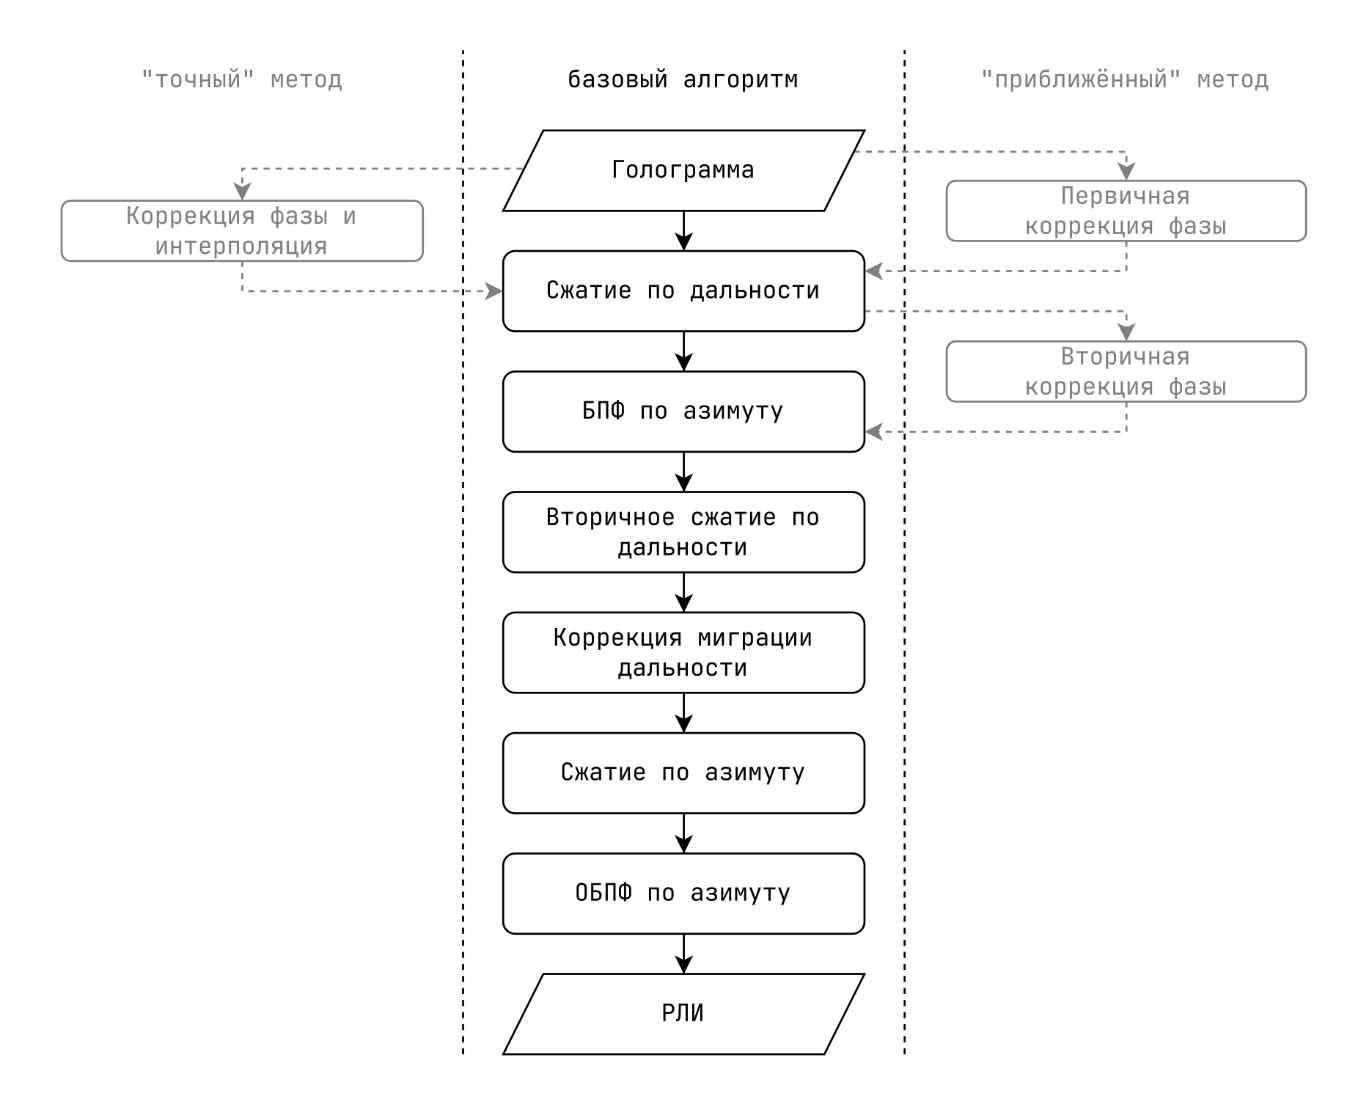 "точный" метод
базовый алгоритм
"приближённый" метод
Голограмма
Коррекция фазы и
интерполяция
Первичная
коррекция фазы
Сжатие по дальности
Вторичная
коррекция фазы
БПФ по азимуту
Вторичное сжатие по
дальности
Коррекция миграции
дальности
Сжатие по азимуту
ОБПФ по азимуту
РЛИ